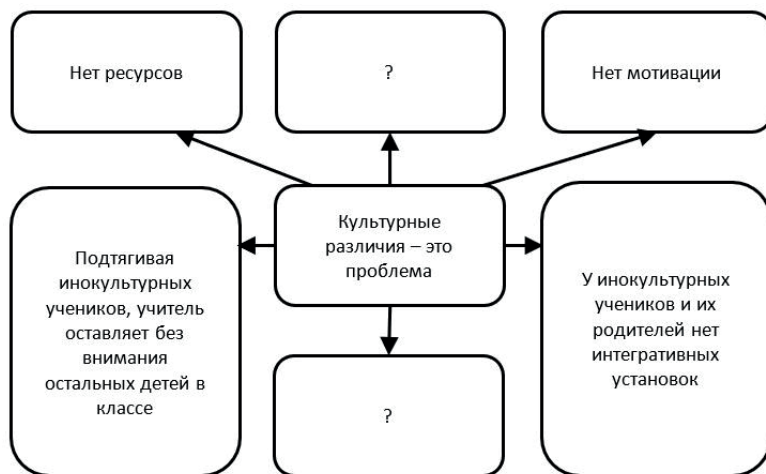 Нет ресурсов
?
Нет мотивации
Культурные
различия – это
проблема
Подтягивая
инокультурных
учеников, учитель
оставляет без
внимания
остальных детей в
классе
У инокультурных
учеников и их
родителей нет
интегративных
установок
?